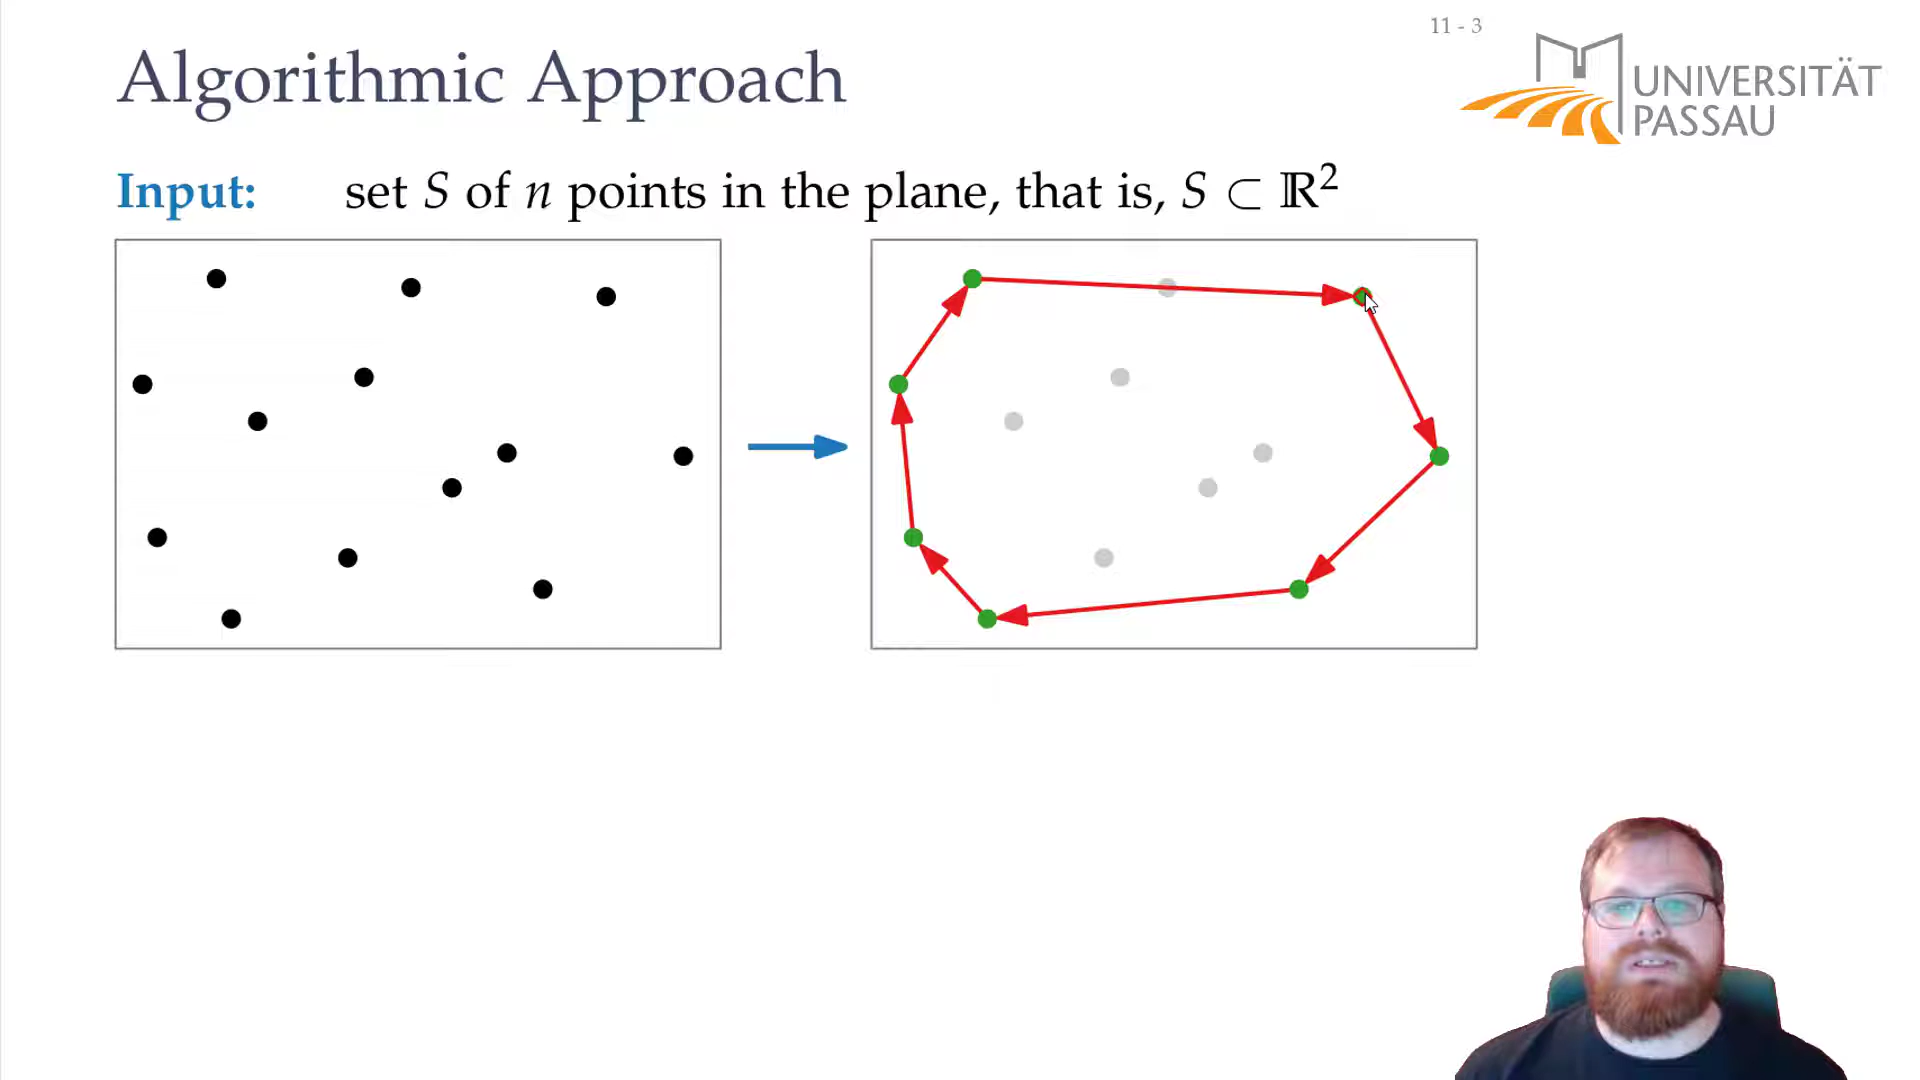 11 - 3
Algorithmic Approach
UNIVERSITÄT
PASSAU
Input: set S of n points in the plane, that is, S ⊂ ℝ²